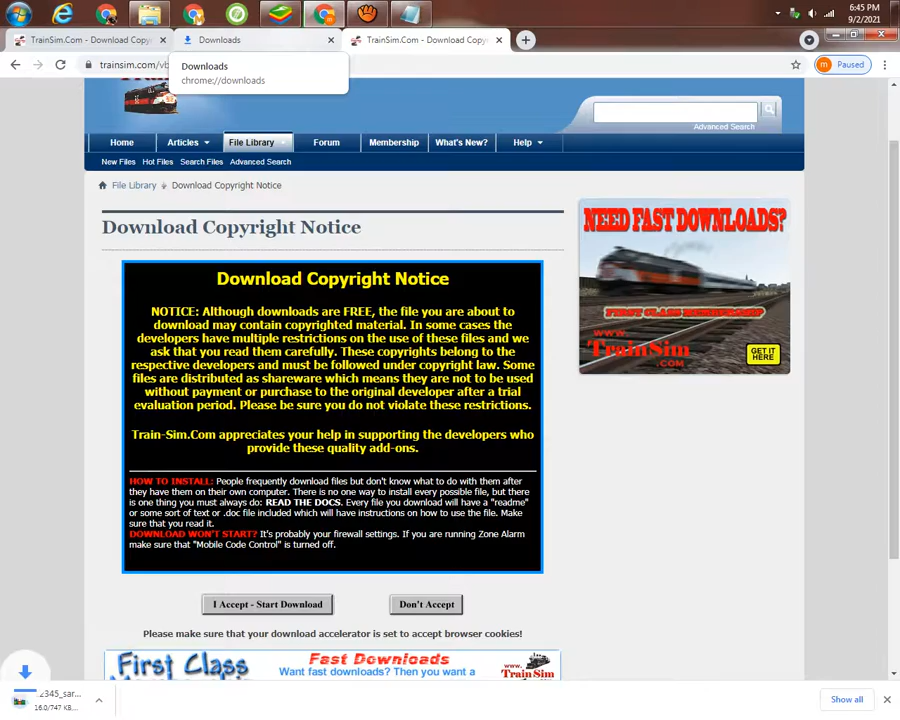 6:45 PM
9/2/2021
TrainSim.Com - Download Copy
Downloads
TrainSim.Com - Download Copy
Downloads
chrome://downloads
trainsim.com/vb
m Paused
Advanced Search
Home
Articles
File Library
Forum
Membership
What's New?
Help
New Files Hot Files Search Files Advanced Search
File Library Download Copyright Notice
Download Copyright Notice
NEED FAST DOWNLOADS?
FIRST CLASS MEMBERSHIP
www.
TrainSim
.COM
GET IT
HERE
Download Copyright Notice
NOTICE: Although downloads are FREE, the file you are about to
download may contain copyrighted material. In some cases the
developers have multiple restrictions on the use of these files and we
ask that you read them carefully. These copyrights belong to the
respective developers and must be followed under copyright law. Some
files are distributed as shareware which means they are not to be used
without payment or purchase to the original developer after a trial
evaluation period. Please be sure you do not violate these restrictions.
Train-Sim.Com appreciates your help in supporting the developers who
provide these quality add-ons.
HOW TO INSTALL: People frequently download files but don't know what to do with them after
they have them on their own computer. There is no one way to install every possible file, but there
is one thing you must always do: READ THE DOCS. Every file you download will have a "readme"
or some sort of text or .doc file included which will have instructions on how to use the file. Make
sure that you read it.
DOWNLOAD WON'T START? It's probably your firewall settings. If you are running Zone Alarm
make sure that "Mobile Code Control" is turned off.
I Accept - Start Download
Don't Accept
Please make sure that your download accelerator is set to accept browser cookies!
First Class
Fast Downloads
Want fast downloads? Then you want a
www.
TrainSim
2345_sar...
16.0/747 KB...
Show all